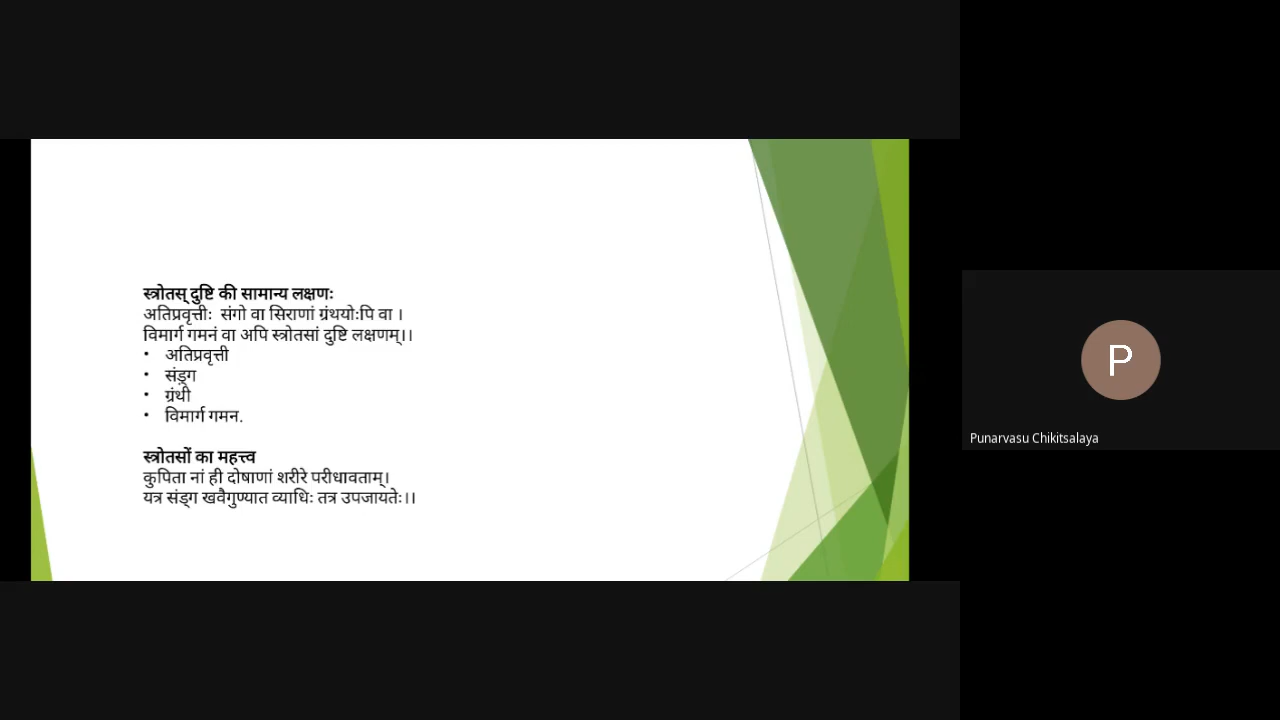 स्त्रोतस् दुष्टि की सामान्य लक्षणः
अतिप्रवृत्तीः संगो वा सिराणां ग्रंथयोःपि वा ।
विमार्ग गमनं वा अपि स्त्रोतसां दुष्टि लक्षणम्।।
• अतिप्रवृत्ती
• संङ्ग
• ग्रंथी
• विमार्ग गमन.
स्त्रोतसों का महत्त्व
कुपिता नां ही दोषाणां शरीरे परीधावताम्।
यत्र संङ्ग खवैगुण्यात व्याधिः तत्र उपजायतेः।।
P
Punarvasu Chikitsalaya